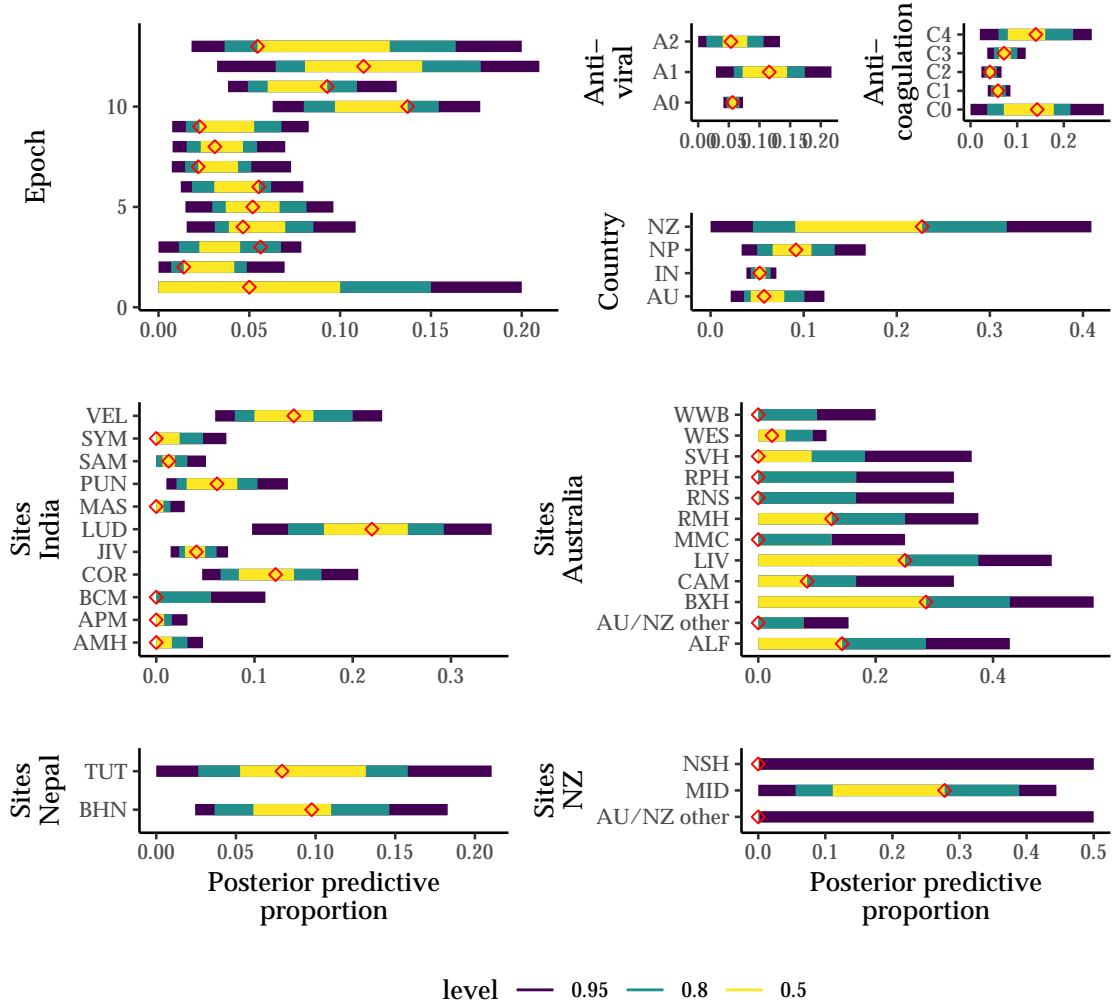 Epoch
10
5
0
0.00 0.05 0.10 0.15 0.20
Anti−
viral
A2
A1
A0
0.00 0.05 0.10 0.15 0.20
Anti−
coagulation
C4
C3
C2
C1
C0
0.0 0.1 0.2
Country
NZ
NP
IN
AU
0.0 0.1 0.2 0.3 0.4
Sites
India
VEL
SYM
SAM
PUN
MAS
LUD
JIV
COR
BCM
APM
AMH
0.0 0.1 0.2 0.3
Sites
Australia
WWB
WES
SVH
RPH
RNS
RMH
MMC
LIV
CAM
BXH
AU/NZ other
ALF
0.0 0.2 0.4
Sites
Nepal
TUT
BHN
0.00 0.05 0.10 0.15 0.20
Posterior predictive
proportion
Sites
NZ
NSH
MID
AU/NZ other
0.0 0.1 0.2 0.3 0.4 0.5
Posterior predictive
proportion
level 0.95 0.8 0.5